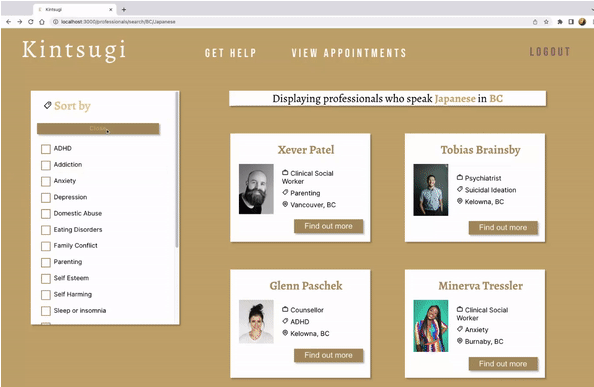 Kintsugi
localhost:3000/professionals/search/BC/Japanese
Kintsugi
GET HELP
VIEW APPOINTMENTS
LOGOUT
Sort by
ADHD
Addiction
Anxiety
Depression
Domestic Abuse
Eating Disorders
Family Conflict
Parenting
Self Esteem
Self Harming
Sleep or insomnia
Displaying professionals who speak Japanese in BC
Xever Patel
Clinical Social
Worker
Parenting
Vancouver, BC
Find out more
Tobias Brainsby
Psychiatrist
Suicidal Ideation
Kelowna, BC
Find out more
Glenn Paschek
Counsellor
ADHD
Kelowna, BC
Find out more
Minerva Tressler
Clinical Social
Worker
Anxiety
Burnaby, BC
Find out more